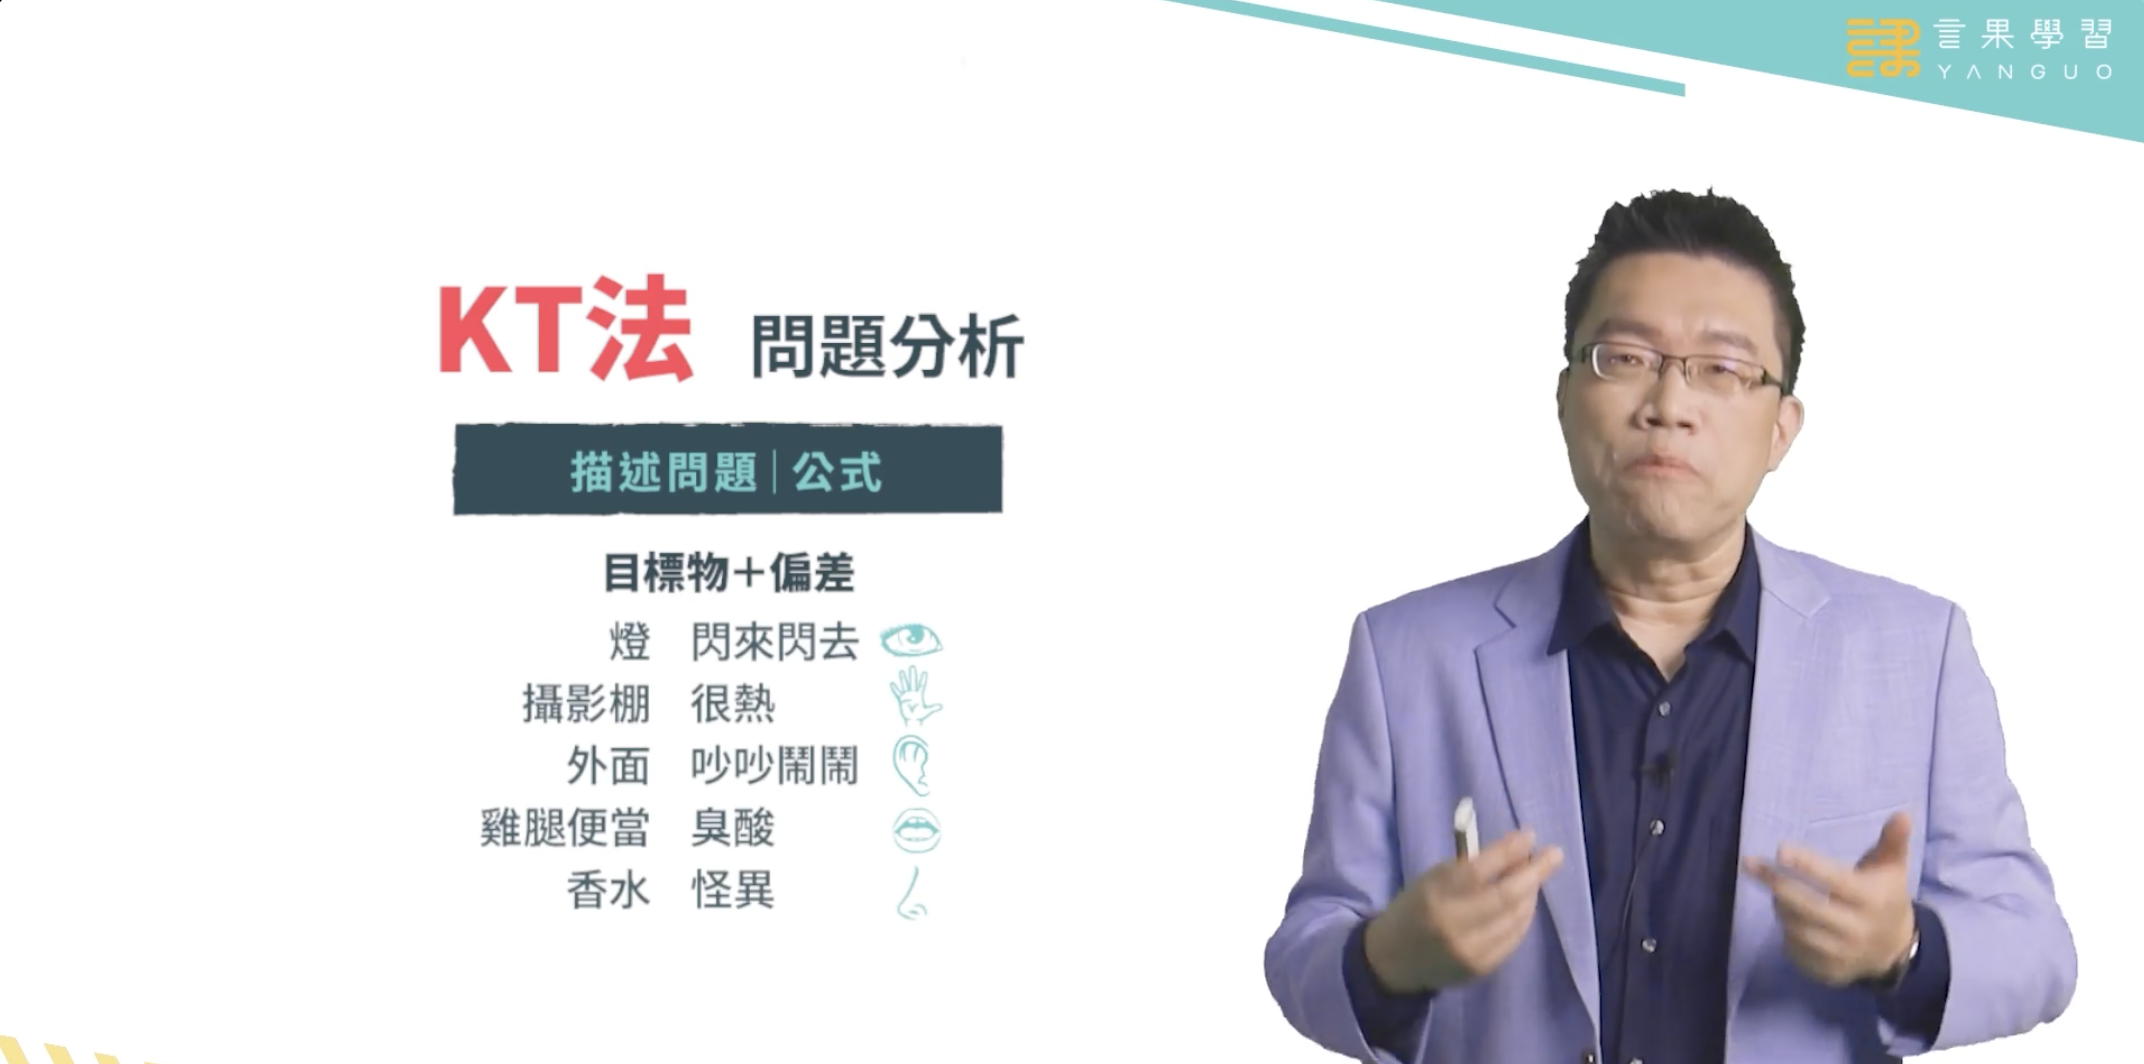 言果學習
YANGUO
KT法 問題分析
描述問題|公式
目標物+偏差
燈 閃來閃去
攝影棚 很熱
外面 吵吵鬧鬧
雞腿便當 臭酸
香水 怪異